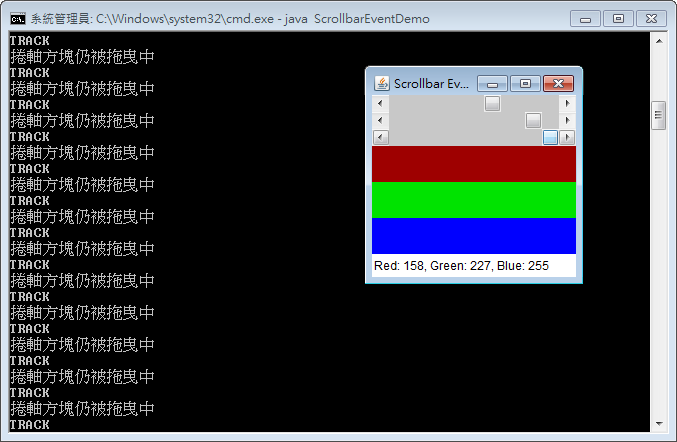 系統管理員: C:\Windows\system32\cmd.exe - java  ScrollbarEventDemo
TRACK
捲軸方塊仍被拖曳中
TRACK
捲軸方塊仍被拖曳中
TRACK
捲軸方塊仍被拖曳中
TRACK
捲軸方塊仍被拖曳中
TRACK
捲軸方塊仍被拖曳中
TRACK
捲軸方塊仍被拖曳中
TRACK
捲軸方塊仍被拖曳中
TRACK
捲軸方塊仍被拖曳中
TRACK
捲軸方塊仍被拖曳中
TRACK
捲軸方塊仍被拖曳中
TRACK
捲軸方塊仍被拖曳中
TRACK
捲軸方塊仍被拖曳中
TRACK
Scrollbar Ev...
Red: 158, Green: 227, Blue: 255